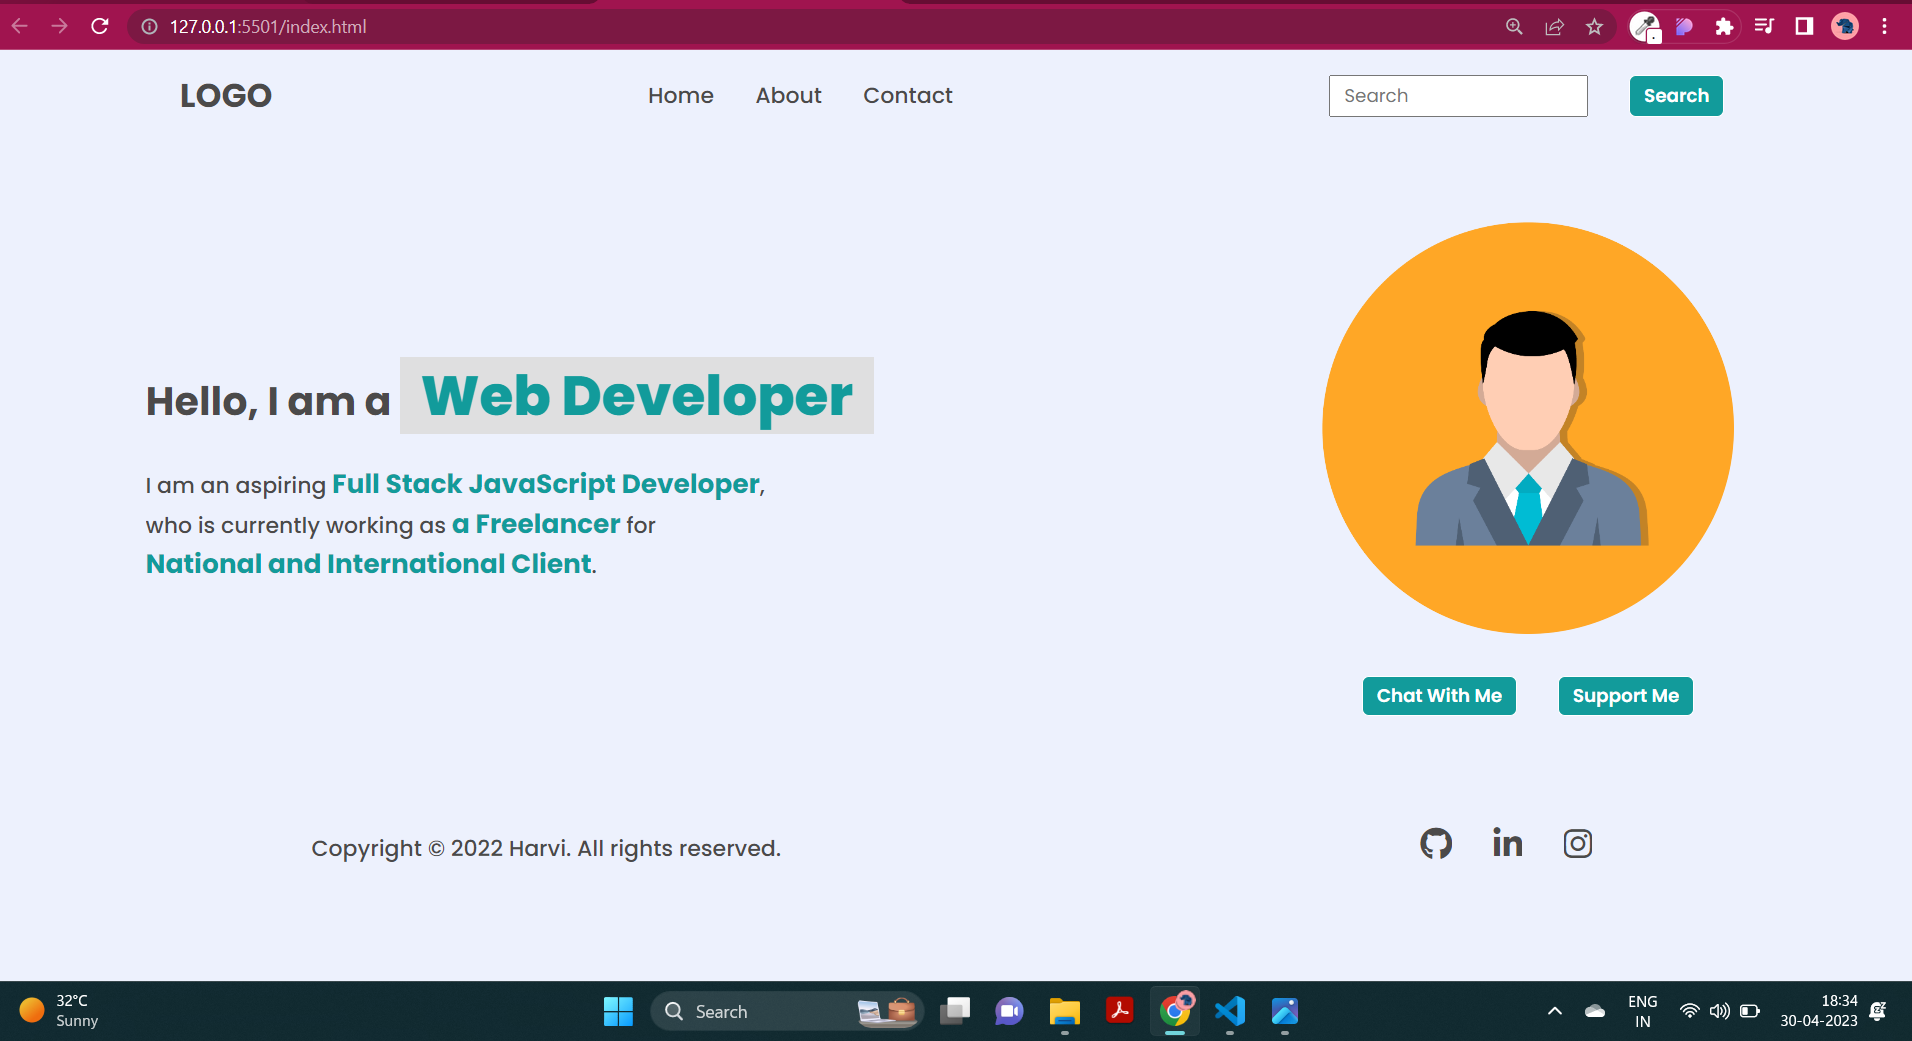 127.0.0.1:5501/index.html
LOGO
Home About Contact
Search Search
Hello, I am a Web Developer
I am an aspiring Full Stack JavaScript Developer,
who is currently working as a Freelancer for
National and International Client.
Chat With Me Support Me
Copyright © 2022 Harvi. All rights reserved.
in
32°C
Sunny
Search
ENG
IN
18:34
30-04-2023